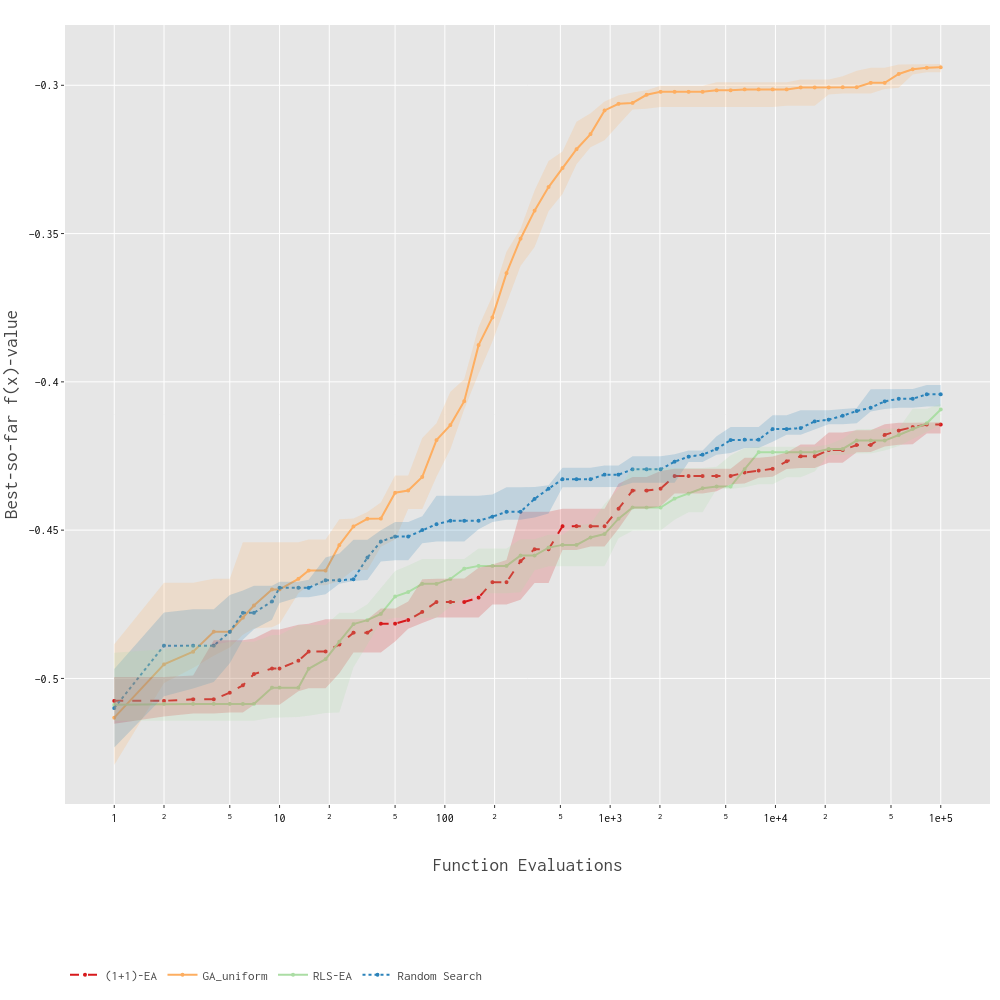 Best-so-far f(x)-value
−0.3
−0.35
−0.4
−0.45
−0.5
1 2 5 10 2 5 100 2 5 1e+3 2 5 1e+4 2 5 1e+5
Function Evaluations
(1+1)-EA GA_uniform RLS-EA Random Search